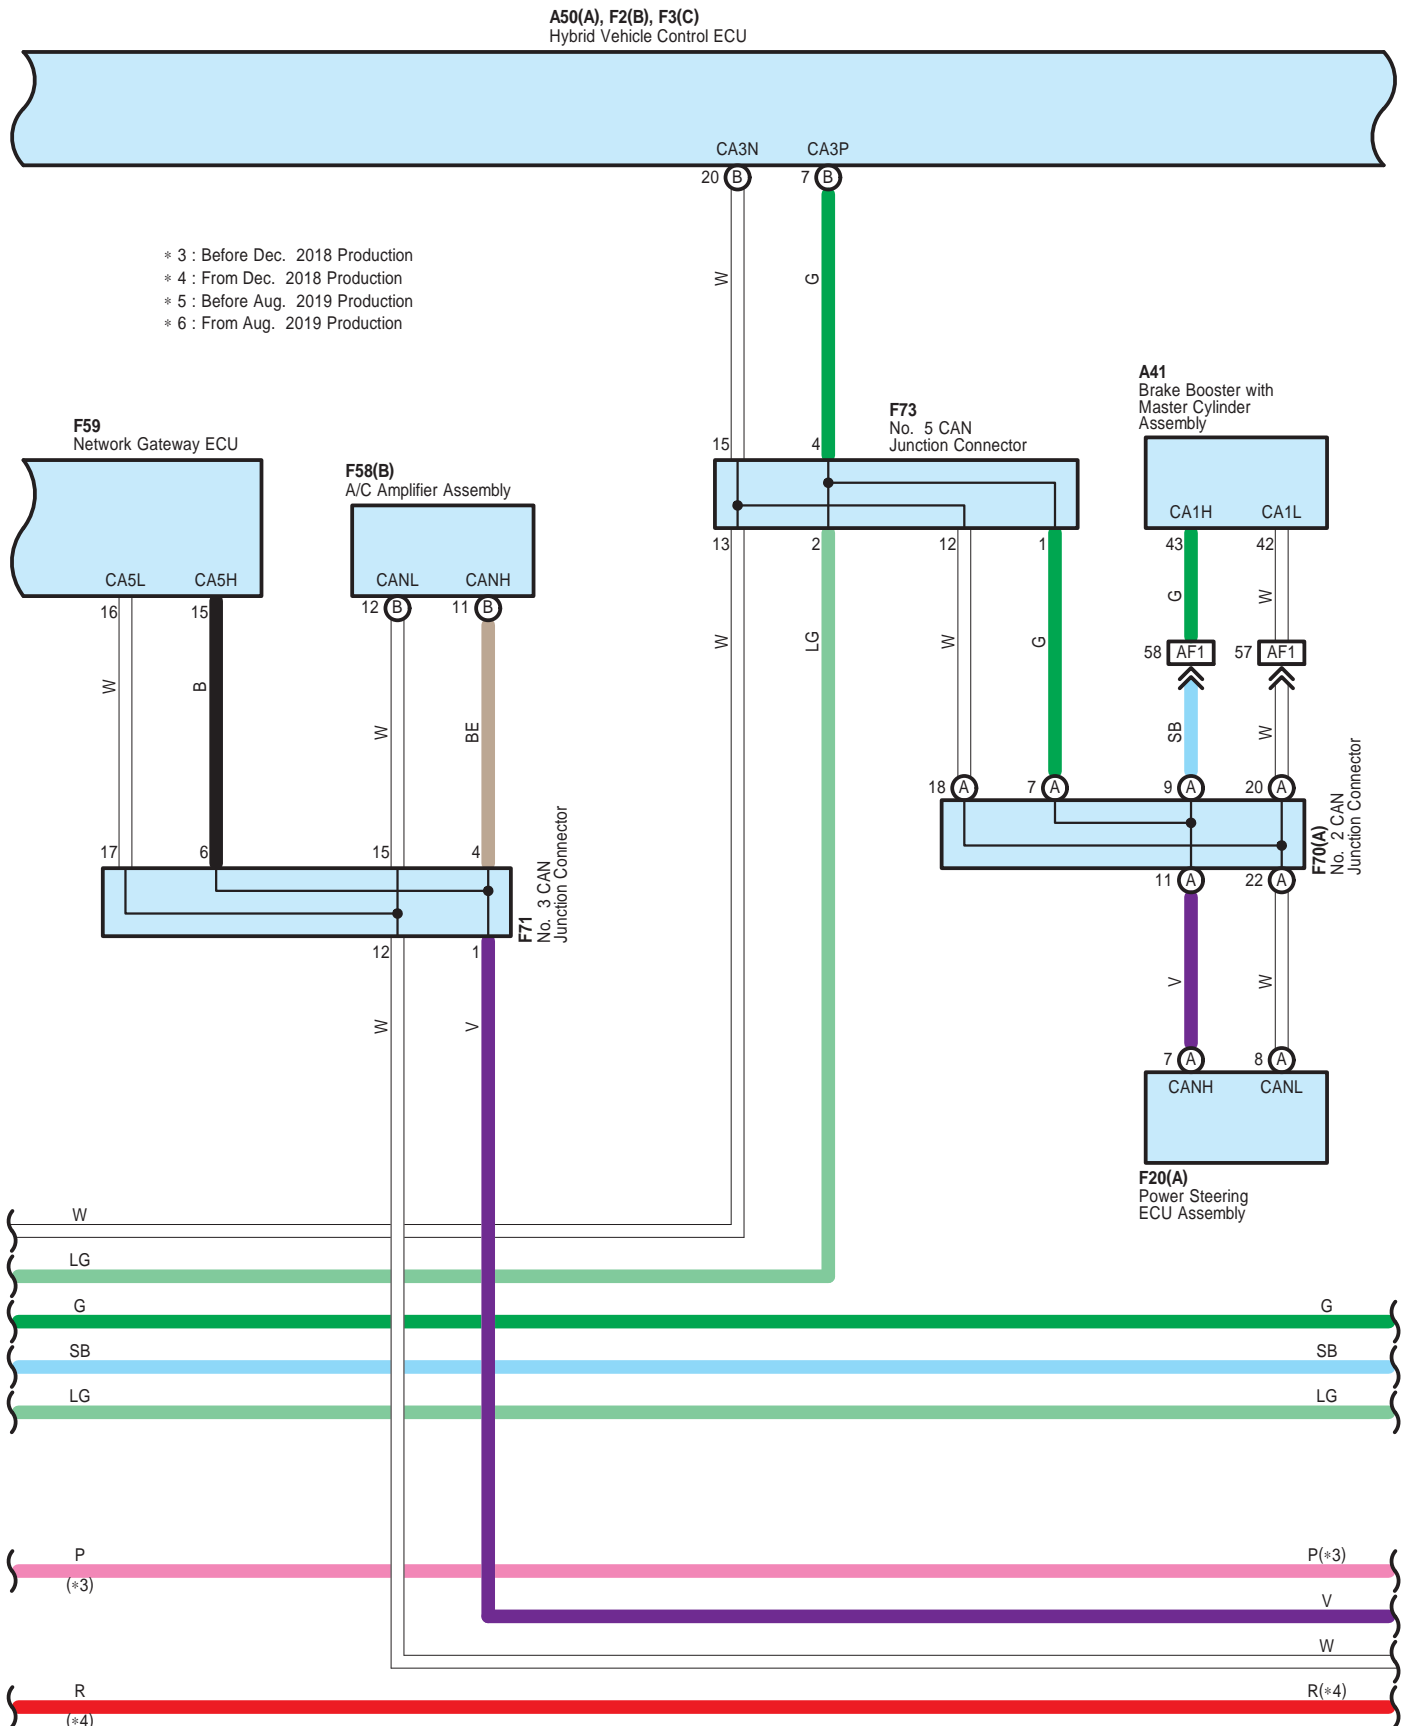 A50(A), F2(B), F3(C)
Hybrid Vehicle Control ECU
CA3N
CA3P
20 B
7 B
∗ 3 : Before Dec. 2018 Production
∗ 4 : From Dec. 2018 Production
∗ 5 : Before Aug. 2019 Production
∗ 6 : From Aug. 2019 Production
W
G
A41
Brake Booster with
Master Cylinder
Assembly
F73
No. 5 CAN
Junction Connector
F59
Network Gateway ECU
15
4
F58(B)
A/C Amplifier Assembly
CA1H
CA1L
13
2
12
1
43
42
CA5L
CA5H
CANL
CANH
16
15
12 B
11 B
G
W
W
LG
W
G
58 AF1
57 AF1
W
B
W
BE
SB
W
18 A
7 A
9 A
20 A
F70(A)
No. 2 CAN
Junction Connector
17
6
15
4
11 A
22 A
F71
No. 3 CAN
Junction Connector
12
1
V
W
W
V
7 A
8 A
CANH
CANL
F20(A)
Power Steering
ECU Assembly
W
LG
G
G
SB
SB
LG
LG
P
(∗3)
P(∗3)
V
W
R
(∗4)
R(∗4)